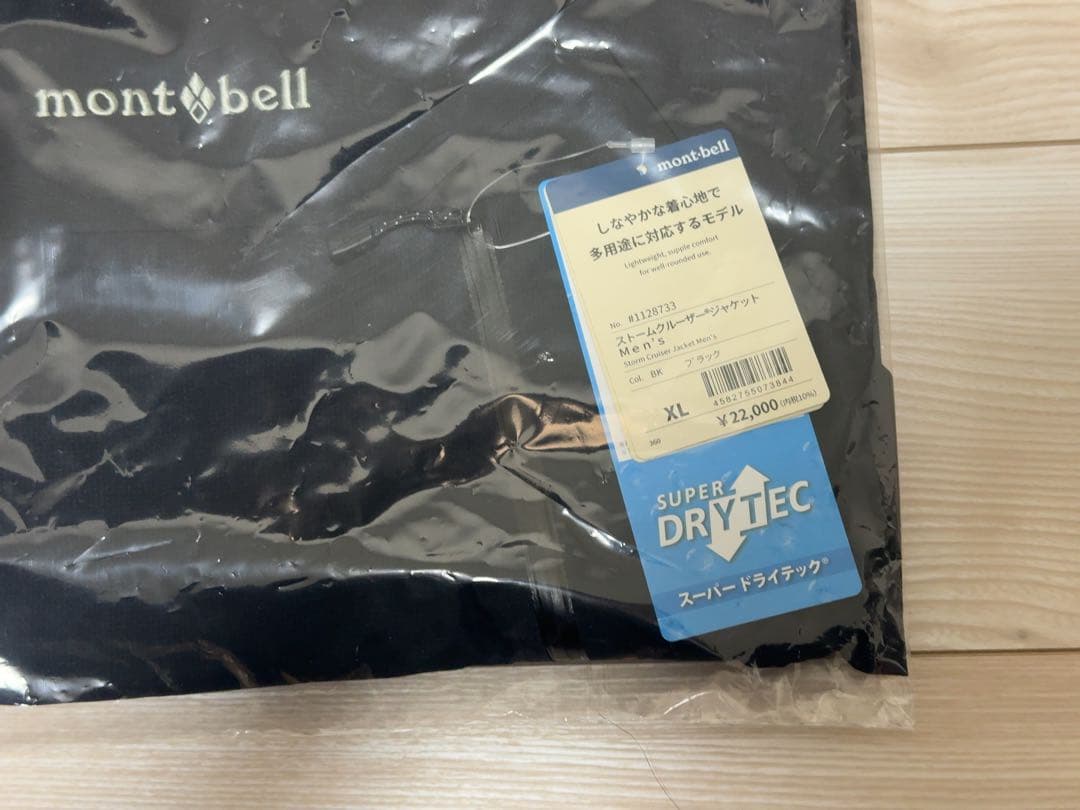 mont bell
mont·bell
しなやかな着心地で
多用途に対応するモデル
Lightweight, supple comfort
for well-rounded use.
No. #1128733
ストームクルーザー®ジャケット
Men's
Storm Cruiser Jacket Men's
Col. BK ブラック
4582755073844
XL
¥22,000(内税10%)
360
SUPER
DRYTEC
スーパードライテック®